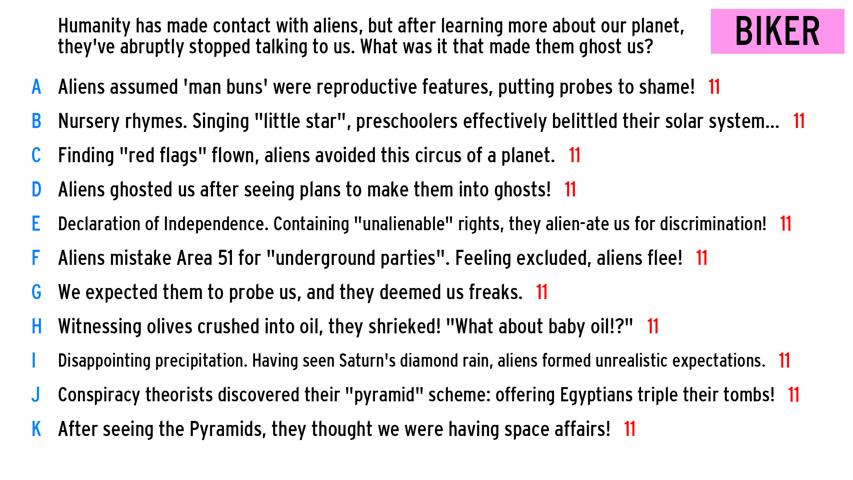 Humanity has made contact with aliens, but after learning more about our planet,
they've abruptly stopped talking to us. What was it that made them ghost us?
BIKER
A Aliens assumed 'man buns' were reproductive features, putting probes to shame! 11
B Nursery rhymes. Singing "little star", preschoolers effectively belittled their solar system... 11
C Finding "red flags" flown, aliens avoided this circus of a planet. 11
D Aliens ghosted us after seeing plans to make them into ghosts! 11
E Declaration of Independence. Containing "unalienable" rights, they alien-ate us for discrimination! 11
F Aliens mistake Area 51 for "underground parties". Feeling excluded, aliens flee! 11
G We expected them to probe us, and they deemed us freaks. 11
H Witnessing olives crushed into oil, they shrieked! "What about baby oil!?" 11
I Disappointing precipitation. Having seen Saturn's diamond rain, aliens formed unrealistic expectations. 11
J Conspiracy theorists discovered their "pyramid" scheme: offering Egyptians triple their tombs! 11
K After seeing the Pyramids, they thought we were having space affairs! 11